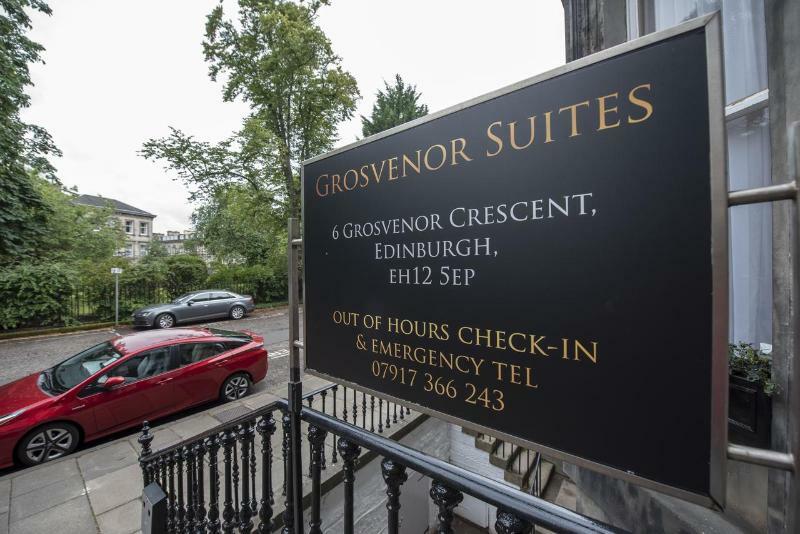 GROSVENOR SUITES
6 GROSVENOR CRESCENT,
EDINBURGH,
EH12 5EP
OUT OF HOURS CHECK-IN
& EMERGENCY TEL
07917 366 243